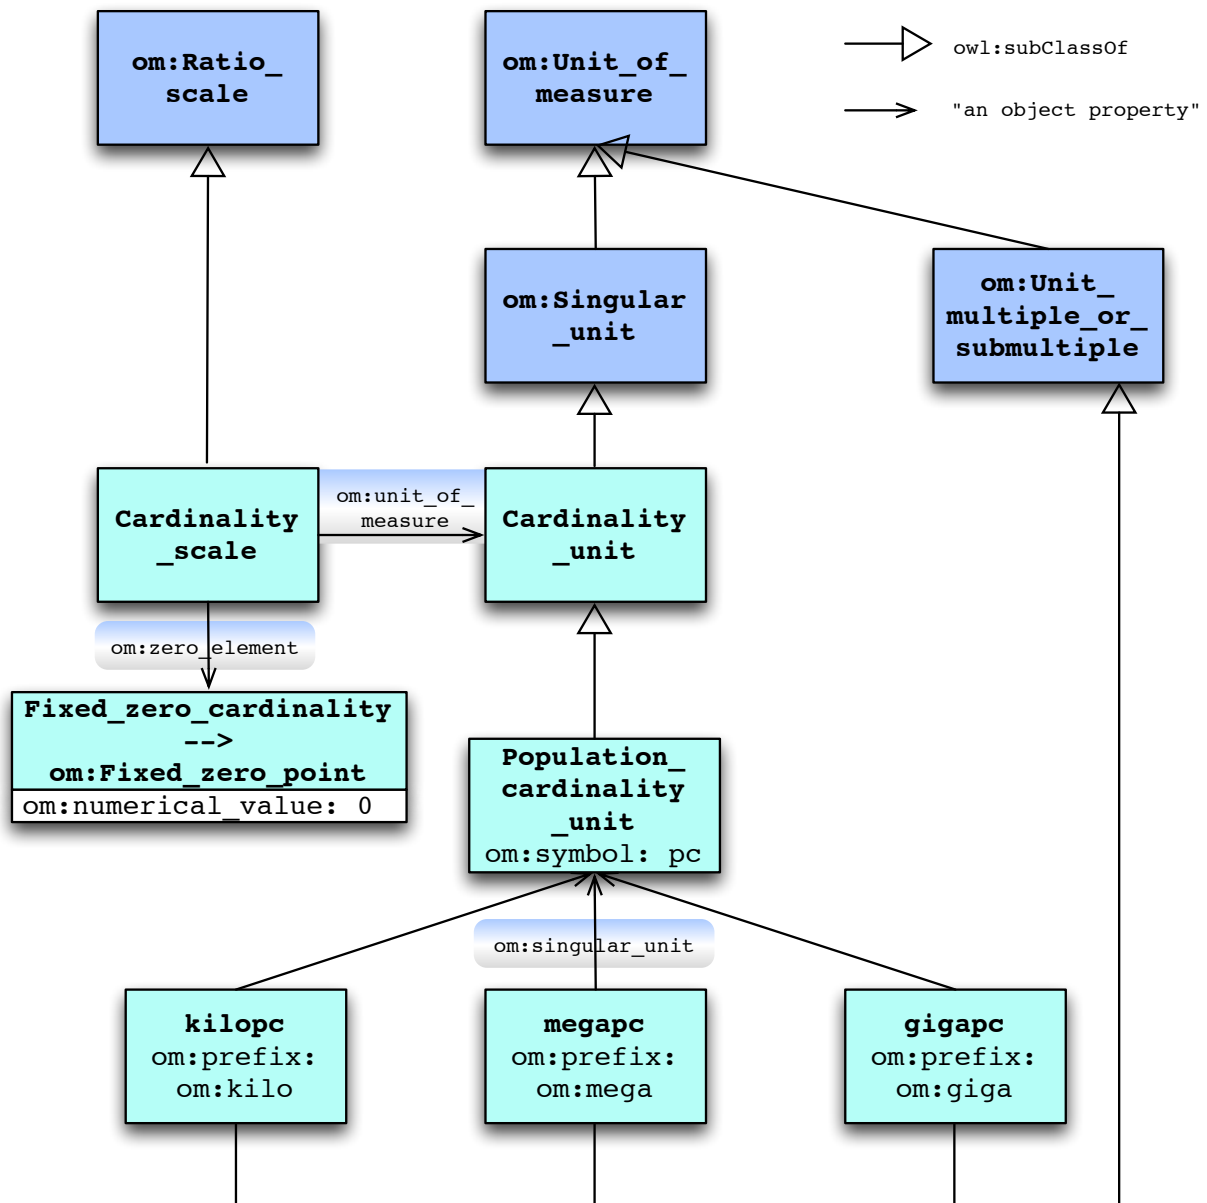 om:Ratio_
scale
om:Unit_of_
measure
owl:subClassOf
"an object property"
om:Singular
_unit
om:Unit_
multiple_or_
submultiple
Cardinality
_scale
om:unit_of_
measure
Cardinality
_unit
om:zero_element
Fixed_zero_cardinality
-->
om:Fixed_zero_point
om:numerical_value: 0
Population_
cardinality
_unit
om:symbol: pc
om:singular_unit
kilopc
om:prefix:
om:kilo
megapc
om:prefix:
om:mega
gigapc
om:prefix:
om:giga